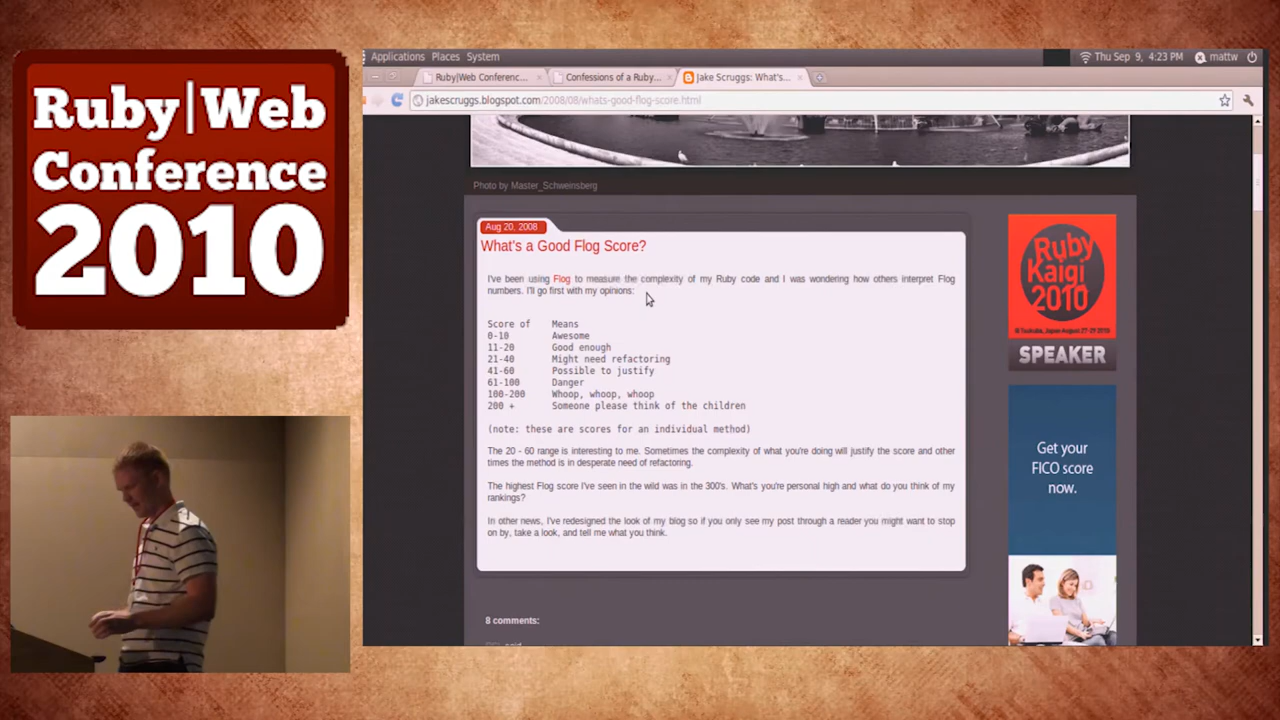 Ruby|Web
Conference
2010
Applications Places System
Thu Sep 9, 4:23 PM mattw
Ruby|Web Conferenc...
Confessions of a Ruby...
Jake Scruggs: What's...
jakescruggs.blogspot.com/2008/08/whats-good-flog-score.html
Photo by Master_Schweinsberg
Aug 20, 2008
What's a Good Flog Score?
I've been using Flog to measure the complexity of my Ruby code and I was wondering how others interpret Flog
numbers. I'll go first with my opinions:
Score of Means
0-10 Awesome
11-20 Good enough
21-40 Might need refactoring
41-60 Possible to justify
61-100 Danger
100-200 Whoop, whoop, whoop
200 + Someone please think of the children
(note: these are scores for an individual method)
The 20 - 60 range is interesting to me. Sometimes the complexity of what you're doing will justify the score and other
times the method is in desperate need of refactoring.
The highest Flog score I've seen in the wild was in the 300's. What's you're personal high and what do you think of my
rankings?
In other news, I've redesigned the look of my blog so if you only see my post through a reader you might want to stop
on by, take a look, and tell me what you think.
8 comments:
Ruby
Kaigi
2010
SPEAKER
Get your
FICO score
now.